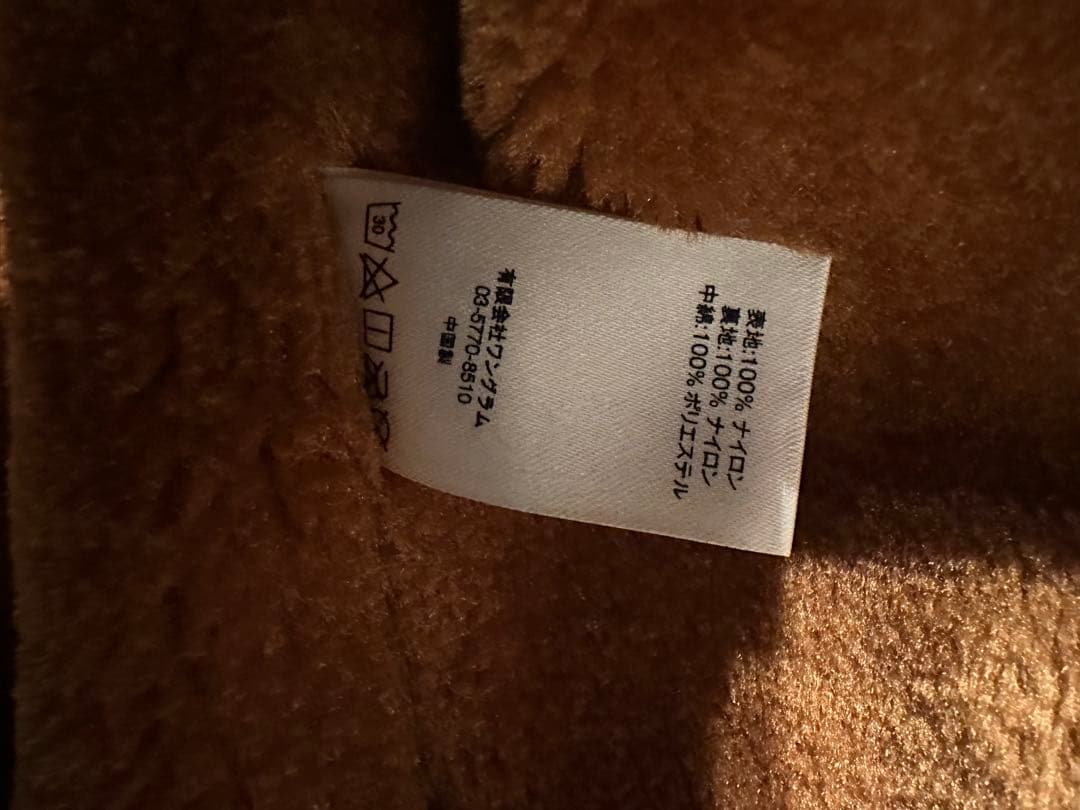 表地:100% ナイロン
裏地:100% ナイロン
中綿:100% ポリエステル
有限会社ワングラム
03-5770-8510
中国製
30